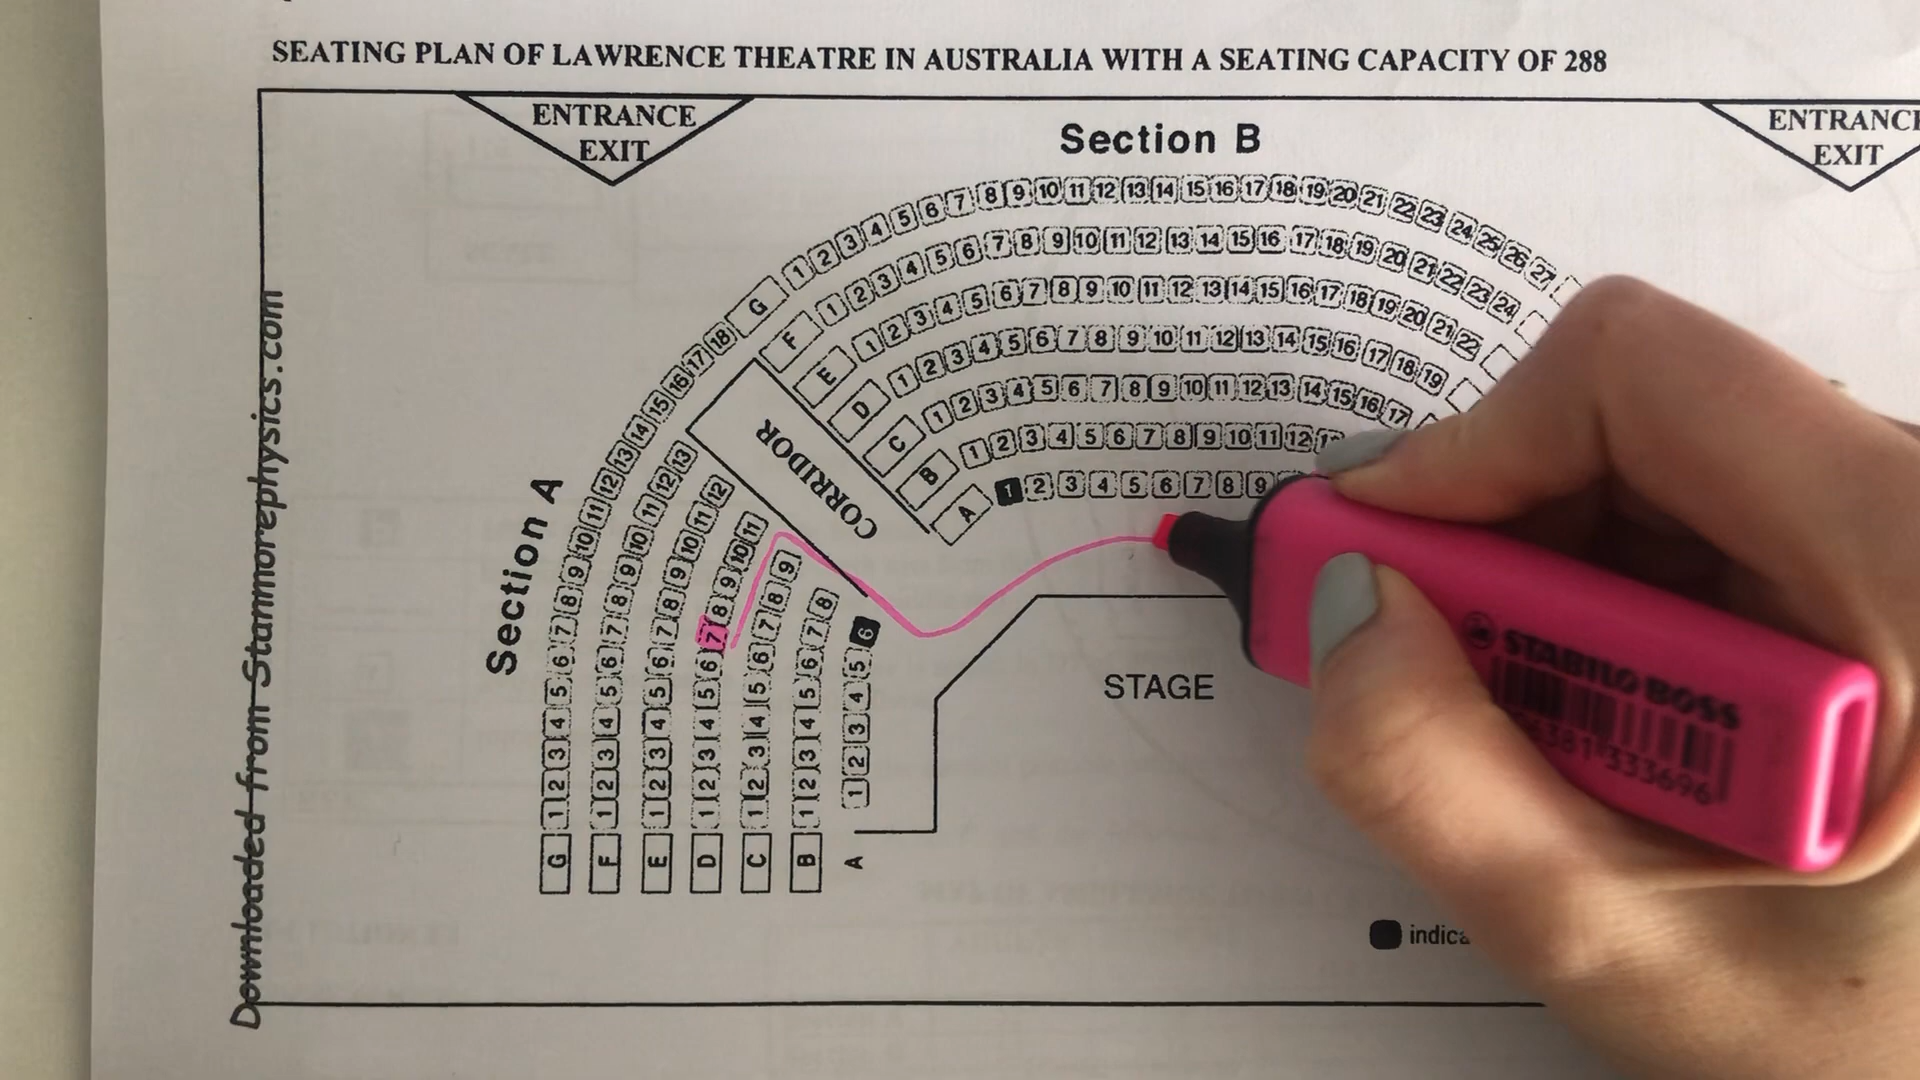 SEATING PLAN OF LAWRENCE THEATRE IN AUSTRALIA WITH A SEATING CAPACITY OF 288
ENTRANCE
EXIT
Section B
ENTRANC
EXIT
1 2 3 4 5 6 7 8 9 10 11 12 13 14 15 16 17 18 19 20 21 22 23 24 25 26 27
1 2 3 4 5 6 7 8 9 10 11 12 13 14 15 16 17 18 19 20 21 22 23 24
1 2 3 4 5 6 7 8 9 10 11 12 13 14 15 16 17 18 19 20 21 22
1 2 3 4 5 6 7 8 9 10 11 12 13 14 15 16 17 18 19
1 2 3 4 5 6 7 8 9 10 11 12 13 14 15 16 17
1 2 3 4 5 6 7 8 9 10 11 12
1 2 3 4 5 6 7 8 9
G
F
E
D
C
B
A
CORRIDOR
Section A
G 1 2 3 4 5 6 7 8 9 10 11 12 13 14 15 16 17 18
F 1 2 3 4 5 6 7 8 9 10 11 12 13
E 1 2 3 4 5 6 7 8 9 10 11 12
D 1 2 3 4 5 6 7 8 9 10 11
C 1 2 3 4 5 6 7 8 9
B 1 2 3 4 5 6 7 8
A 1 2 3 4 5 6
STAGE
indica
Downloaded from Stanmorephysics.com
STABILO BOSS
333696